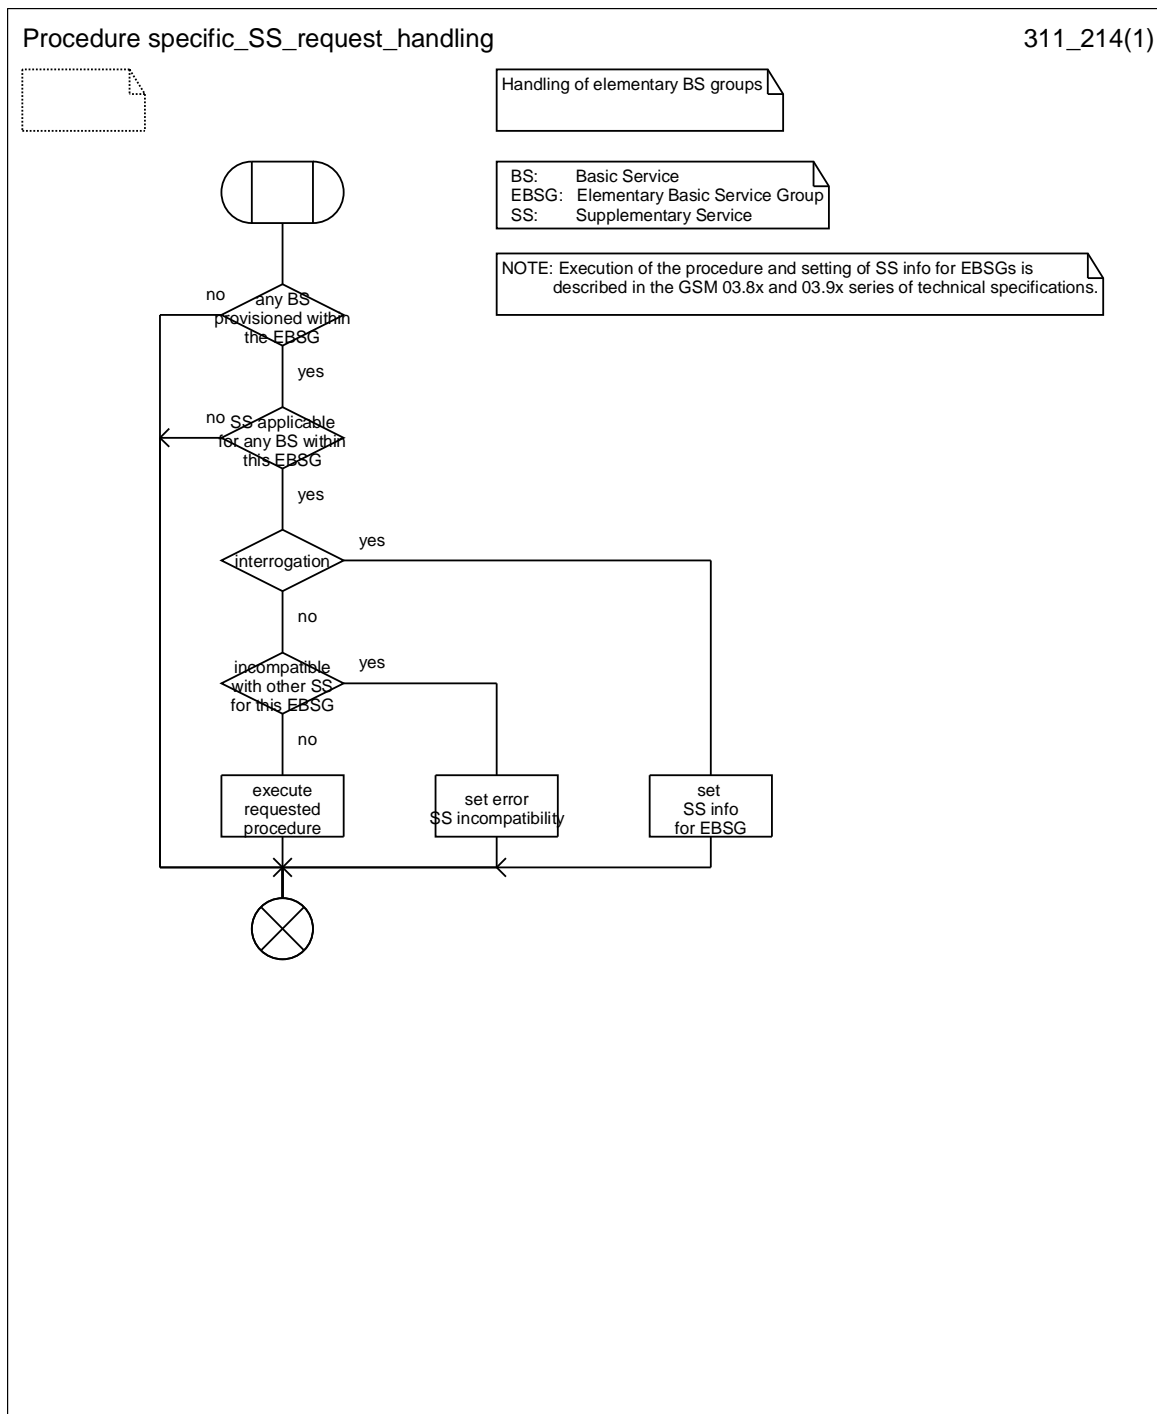 Procedure specific_SS_request_handling
311_214(1)
Handling of elementary BS groups
BS: Basic Service
EBSG: Elementary Basic Service Group
SS: Supplementary Service
NOTE: Execution of the procedure and setting of SS info for EBSGs is
described in the GSM 03.8x and 03.9x series of technical specifications.
no
any BS
provisioned within
the EBSG
yes
no
SS applicable
for any BS within
this EBSG
yes
interrogation
yes
no
incompatible
with other SS
for this EBSG
yes
no
execute
requested
procedure
set error
SS incompatibility
set
SS info
for EBSG